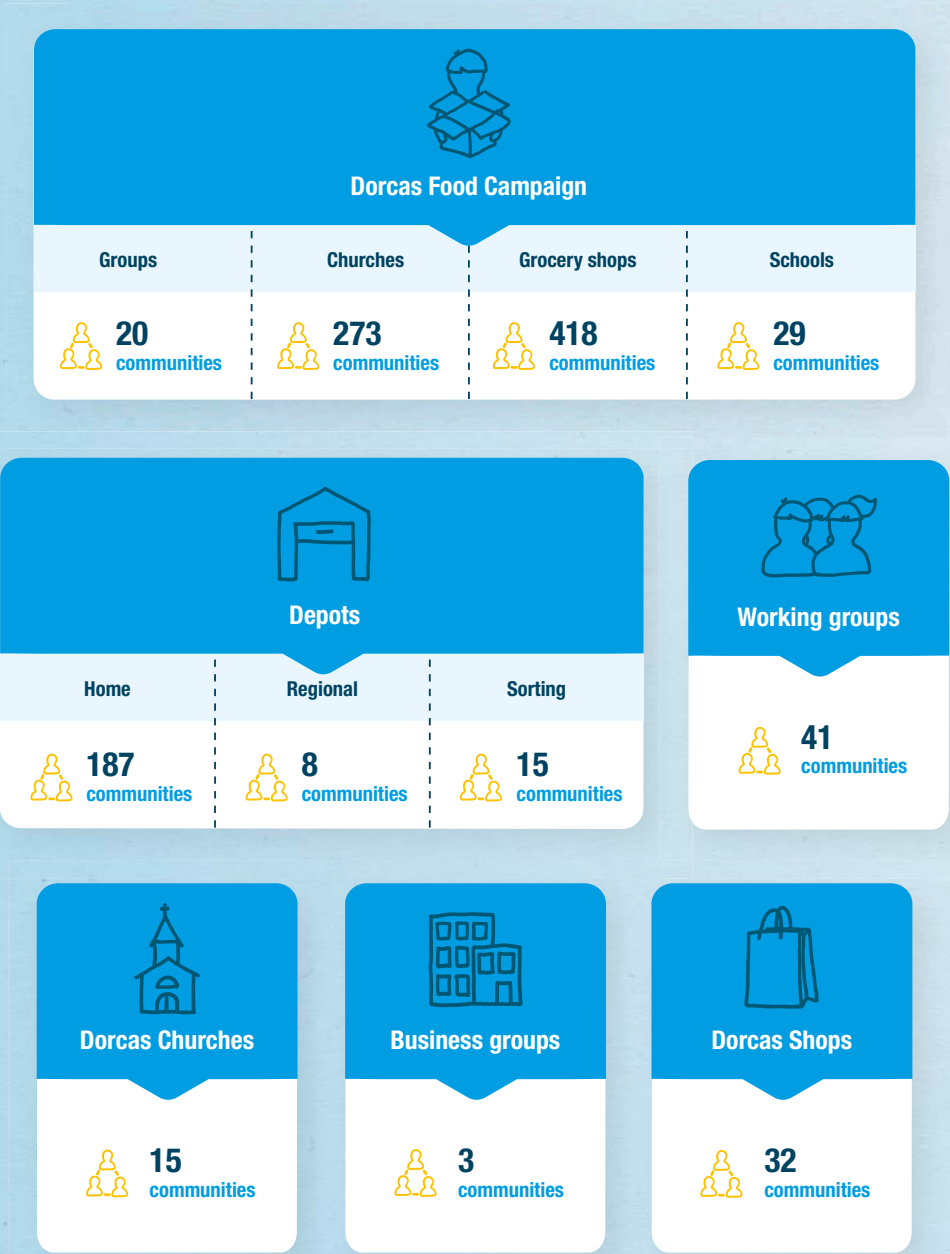 Dorcas Food Campaign
Groups
Churches
Grocery shops
Schools
20
communities
273
communities
418
communities
29
communities
Depots
Home
Regional
Sorting
187
communities
8
communities
15
communities
Working groups
41
communities
Dorcas Churches
15
communities
Business groups
3
communities
Dorcas Shops
32
communities